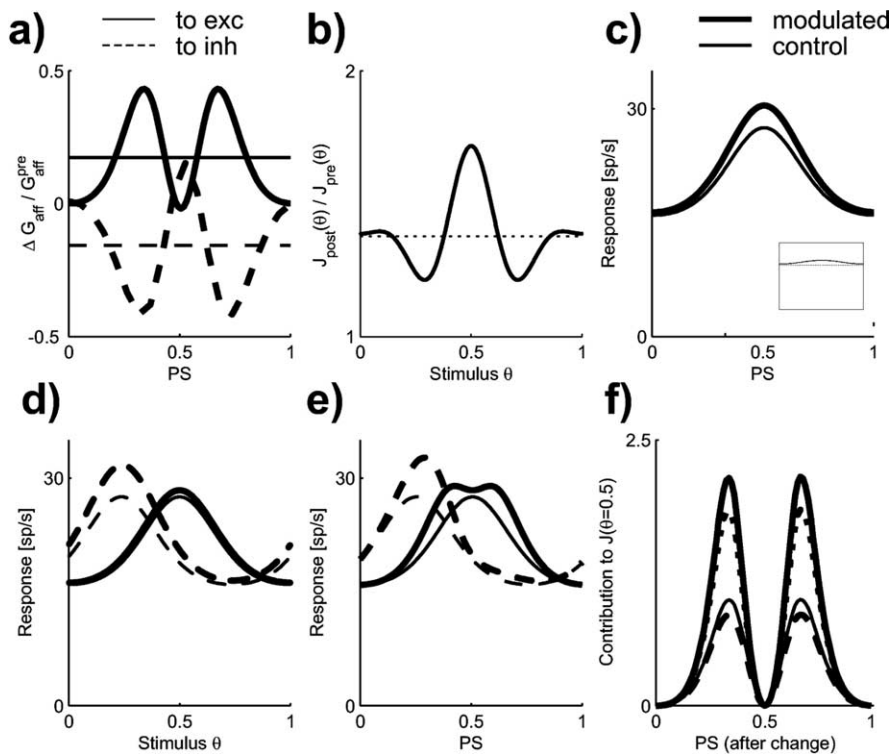 a)
to exc
to inh
0.5
0
-0.5
Δ G_aff / G_aff^pre
0
0.5
1
PS
b)
2
1
J_post(θ) / J_pre(θ)
0
0.5
1
Stimulus θ
c)
modulated
control
30
0
Response [sp/s]
0
0.5
1
PS
d)
30
0
Response [sp/s]
0
0.5
1
Stimulus θ
e)
30
0
Response [sp/s]
0
0.5
1
PS
f)
2.5
0
Contribution to J(θ=0.5)
0
0.5
1
PS (after change)